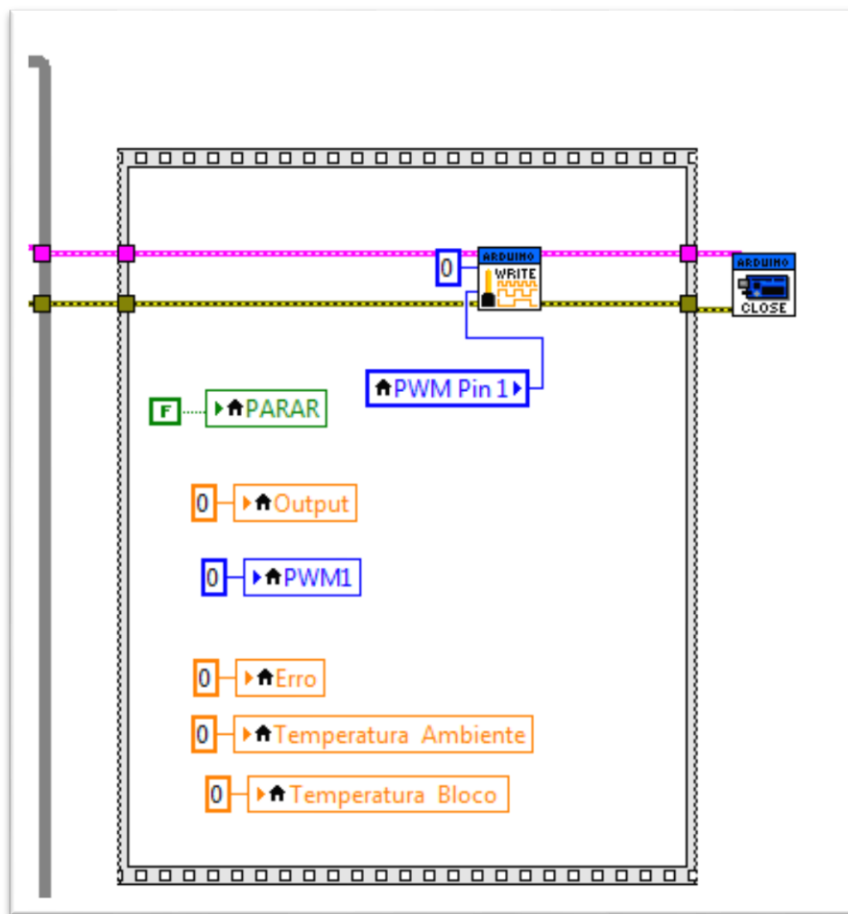 ARDUINO
0 WRITE
ARDUINO
CLOSE
PWM Pin 1
F PARAR
0 Output
0 PWM1
0 Erro
0 Temperatura Ambiente
0 Temperatura Bloco